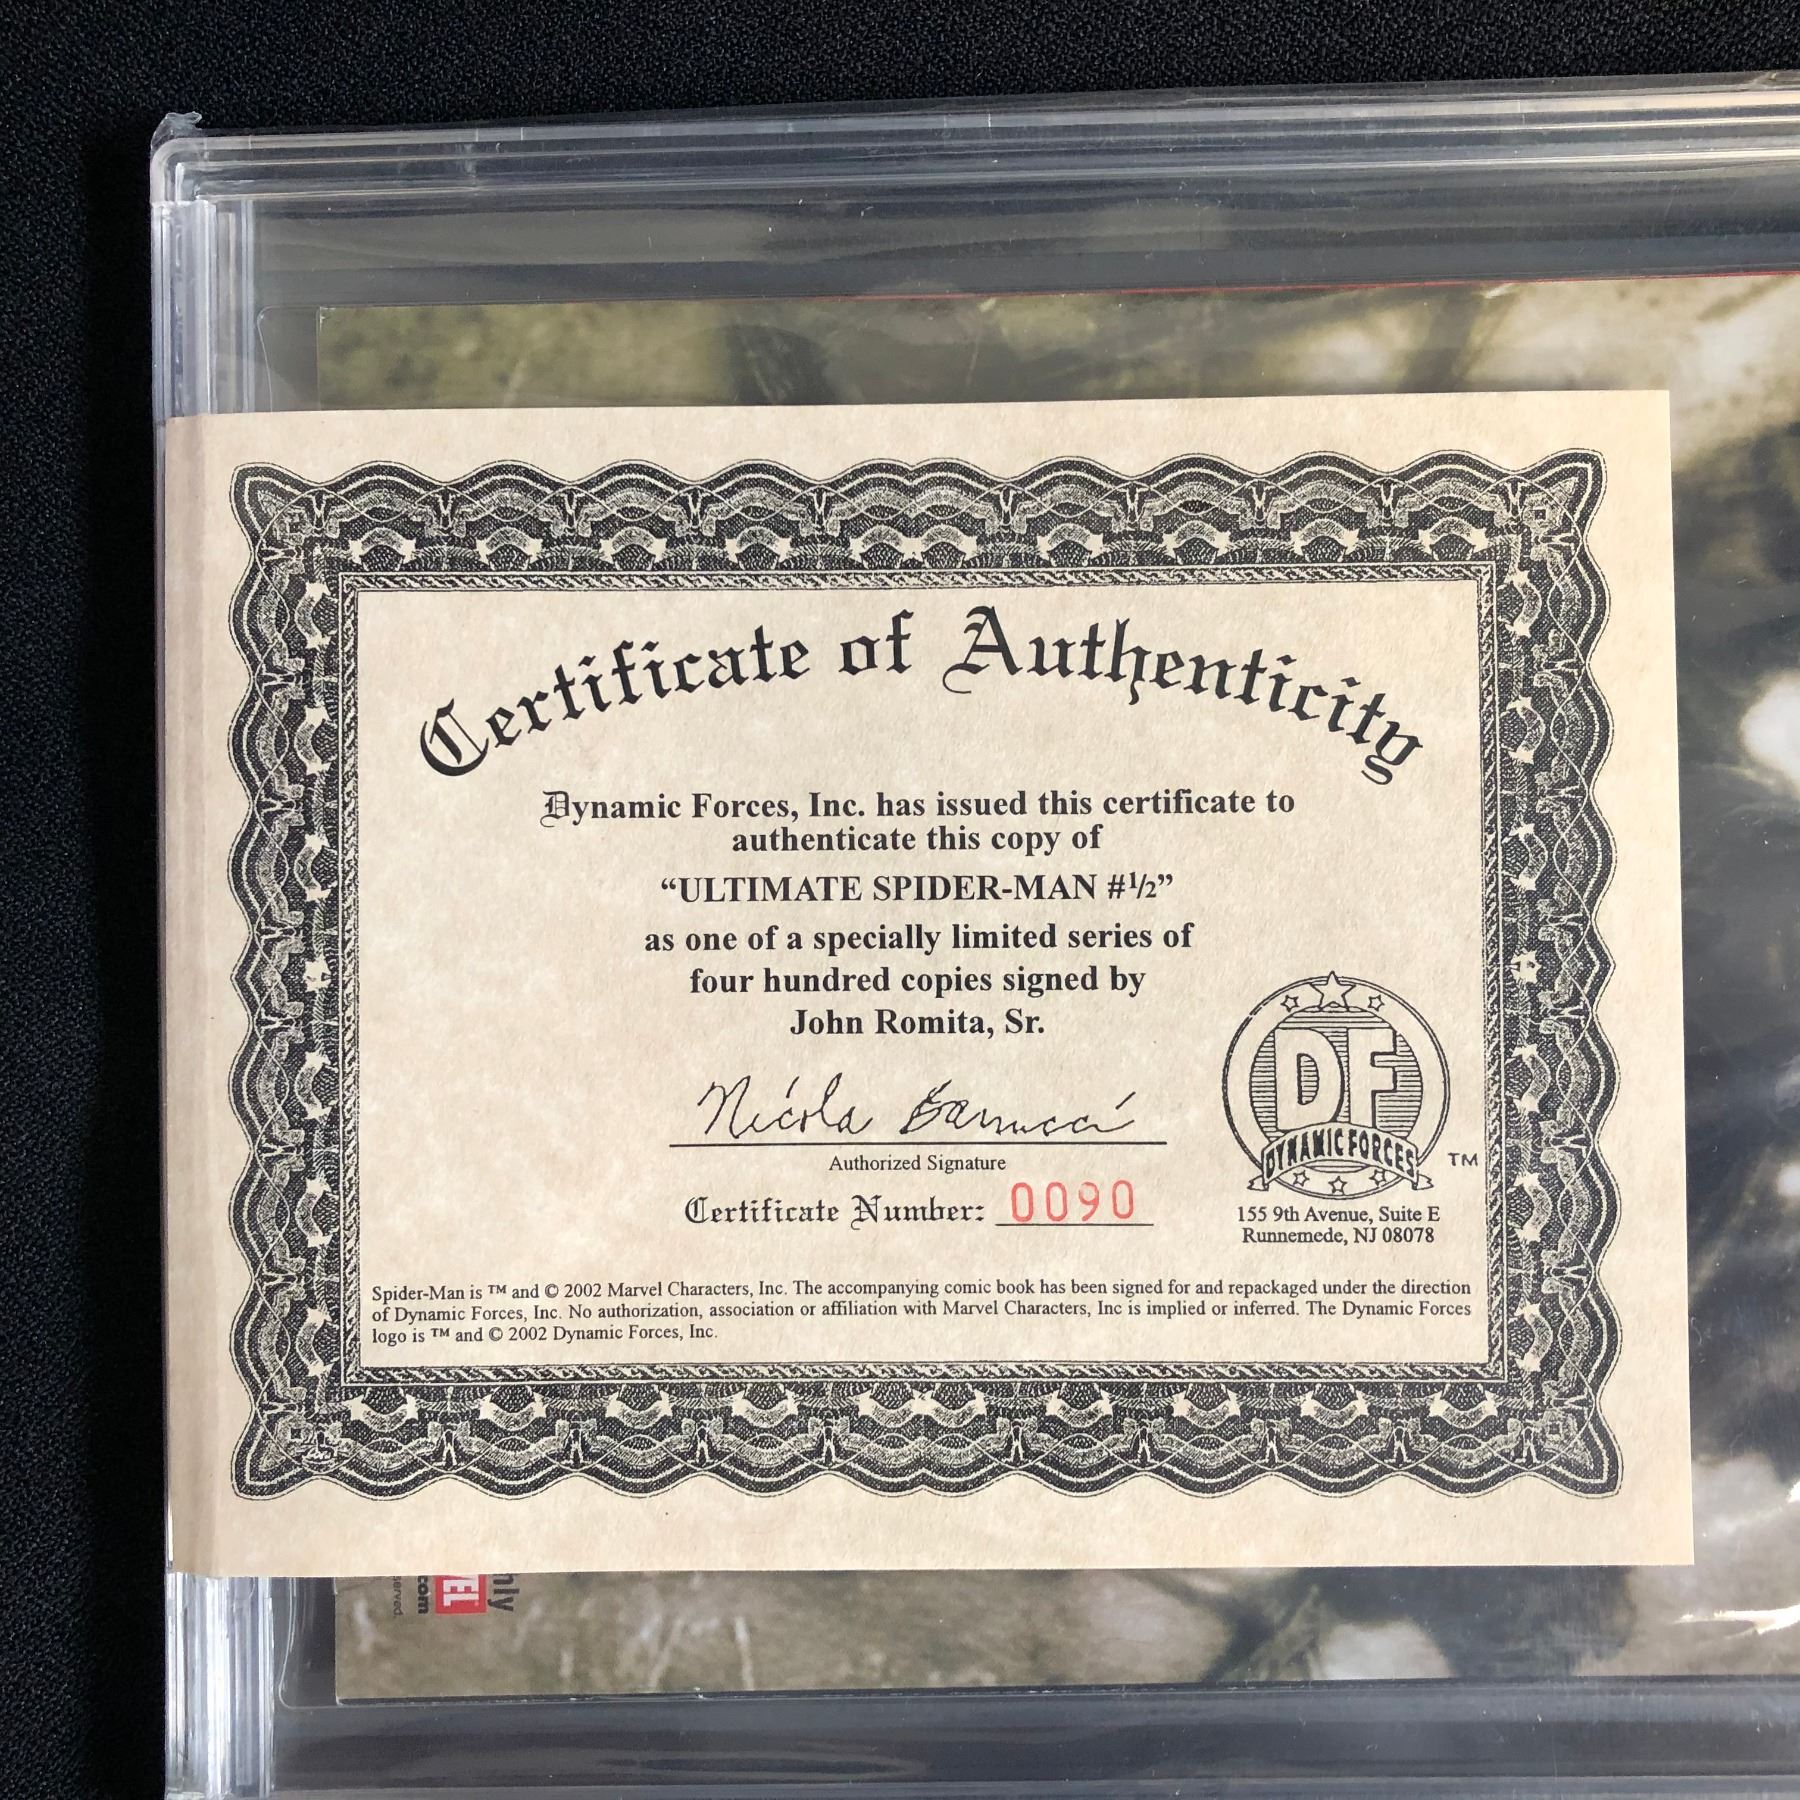 Certificate of Authenticity
Dynamic Forces, Inc. has issued this certificate to
authenticate this copy of
“ULTIMATE SPIDER-MAN #½”
as one of a specially limited series of
four hundred copies signed by
John Romita, Sr.
Nicola Barrucci
Authorized Signature
Certificate Number: 0090
DF
DYNAMIC FORCES
TM
155 9th Avenue, Suite E
Runnemede, NJ 08078
Spider-Man is ™ and © 2002 Marvel Characters, Inc. The accompanying comic book has been signed for and repackaged under the direction
of Dynamic Forces, Inc. No authorization, association or affiliation with Marvel Characters, Inc is implied or inferred. The Dynamic Forces
logo is ™ and © 2002 Dynamic Forces, Inc.